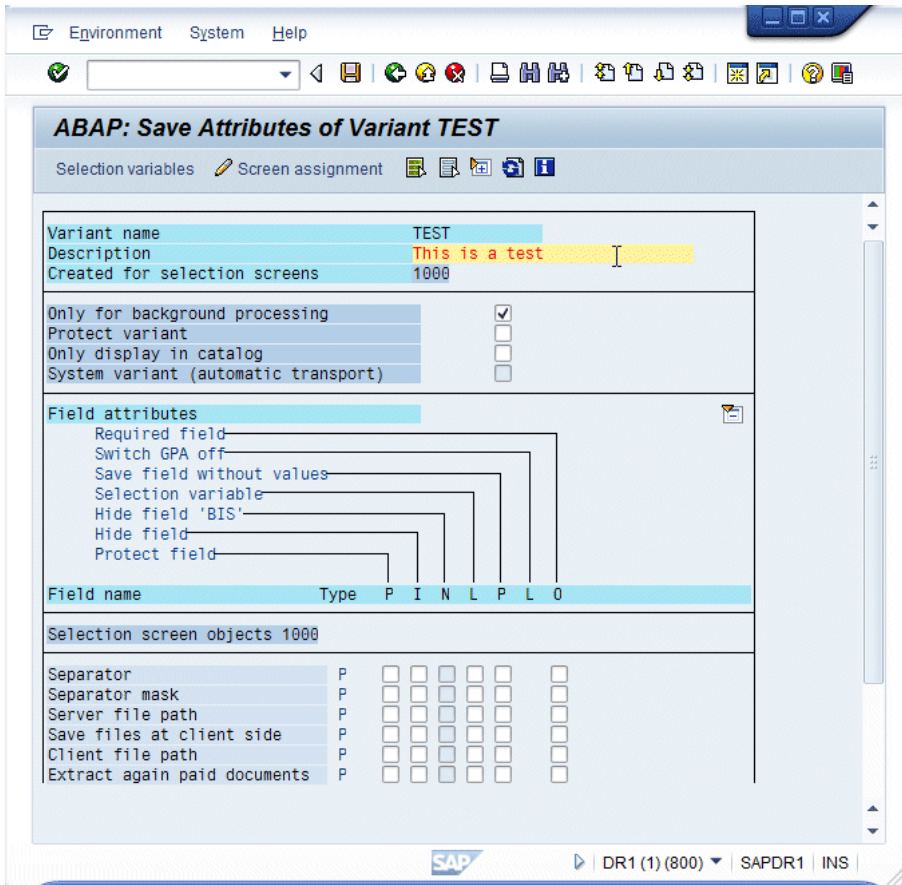 Environment System Help
ABAP: Save Attributes of Variant TEST
Selection variables Screen assignment
Variant name TEST
Description This is a test
Created for selection screens 1000
Only for background processing
Protect variant
Only display in catalog
System variant (automatic transport)
Field attributes
Required field
Switch GPA off
Save field without values
Selection variable
Hide field 'BIS'
Hide field
Protect field
Field name Type P I N L P L O
Selection screen objects 1000
Separator P
Separator mask P
Server file path P
Save files at client side P
Client file path P
Extract again paid documents P
SAP DR1 (1) (800) SAPDR1 INS